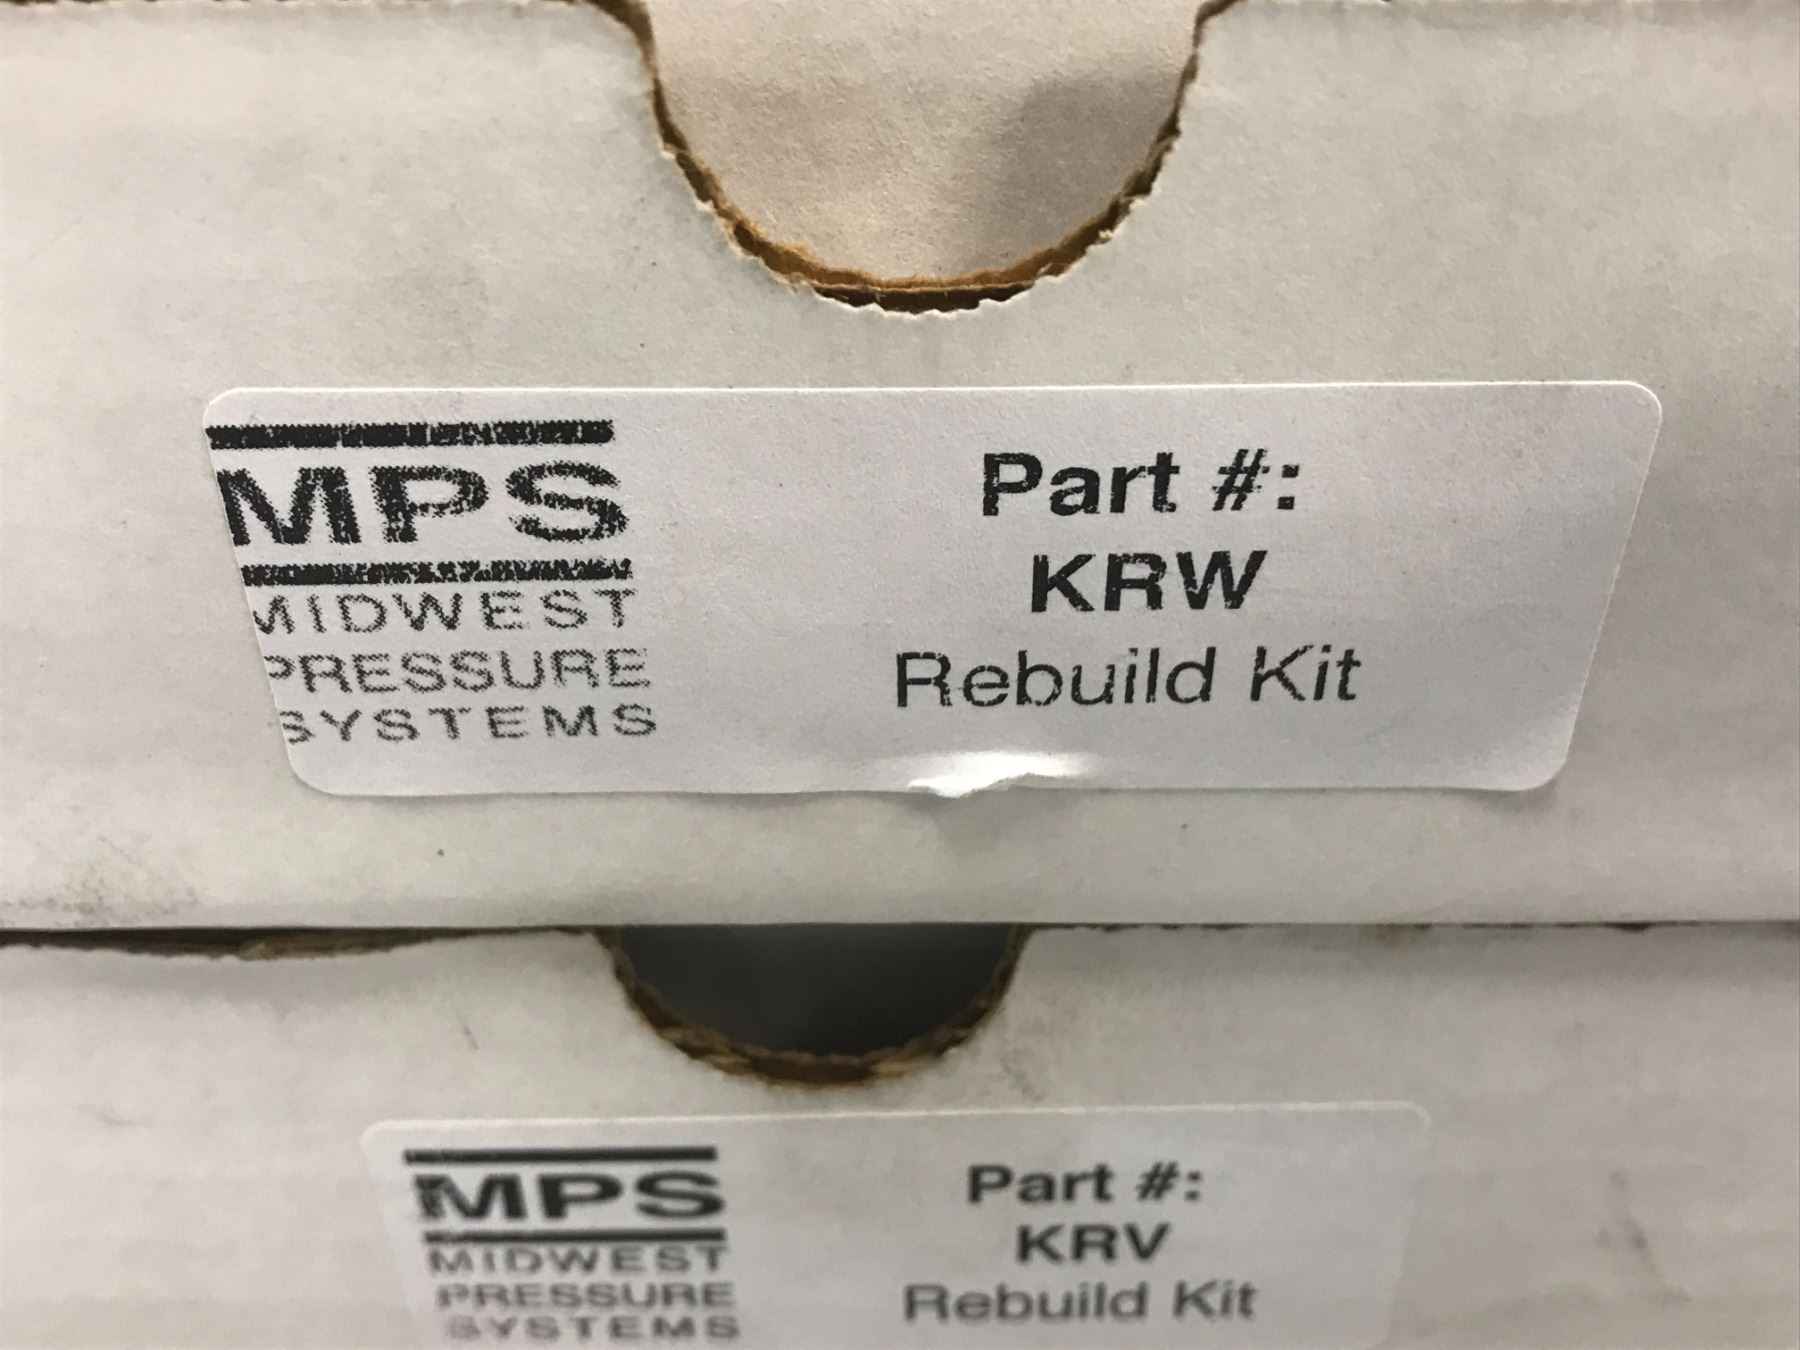 MPS
MIDWEST
PRESSURE
SYSTEMS
Part #:
KRW
Rebuild Kit
MPS
MIDWEST
PRESSURE
SYSTEMS
Part #:
KRV
Rebuild Kit